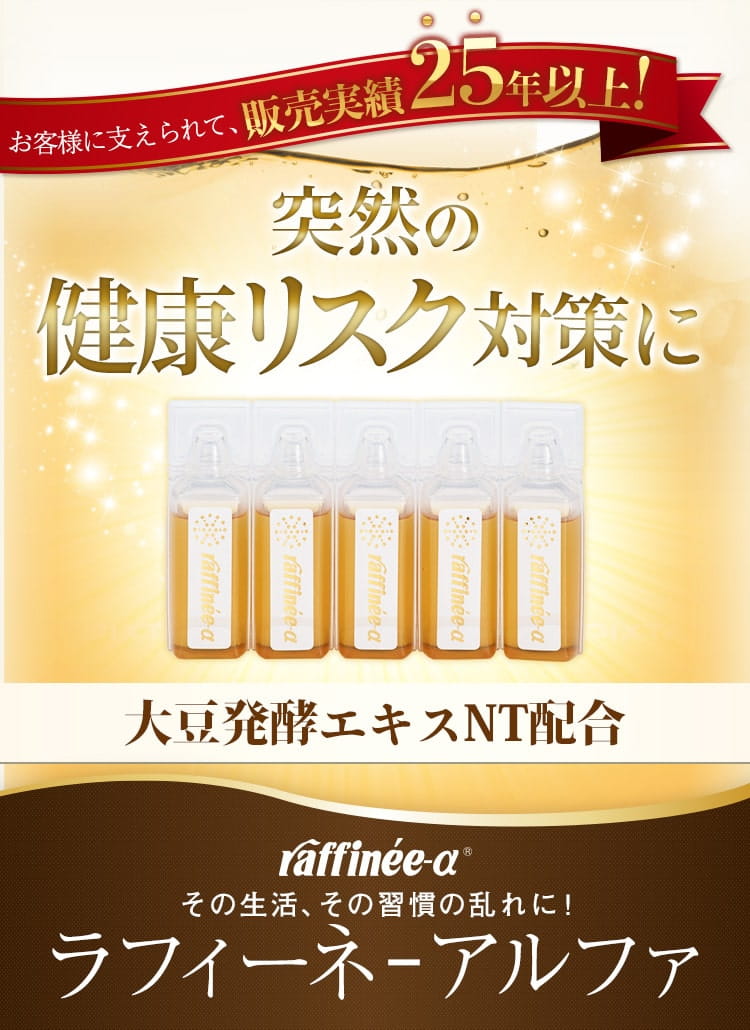 お客様に支えられて、販売実績25年以上!
突然の
健康リスク対策に
raffinée-α
raffinée-α
raffinée-α
raffinée-α
raffinée-α
大豆発酵エキスNT配合
raffinée-α®
その生活、その習慣の乱れに!
ラフィーネ-アルファ